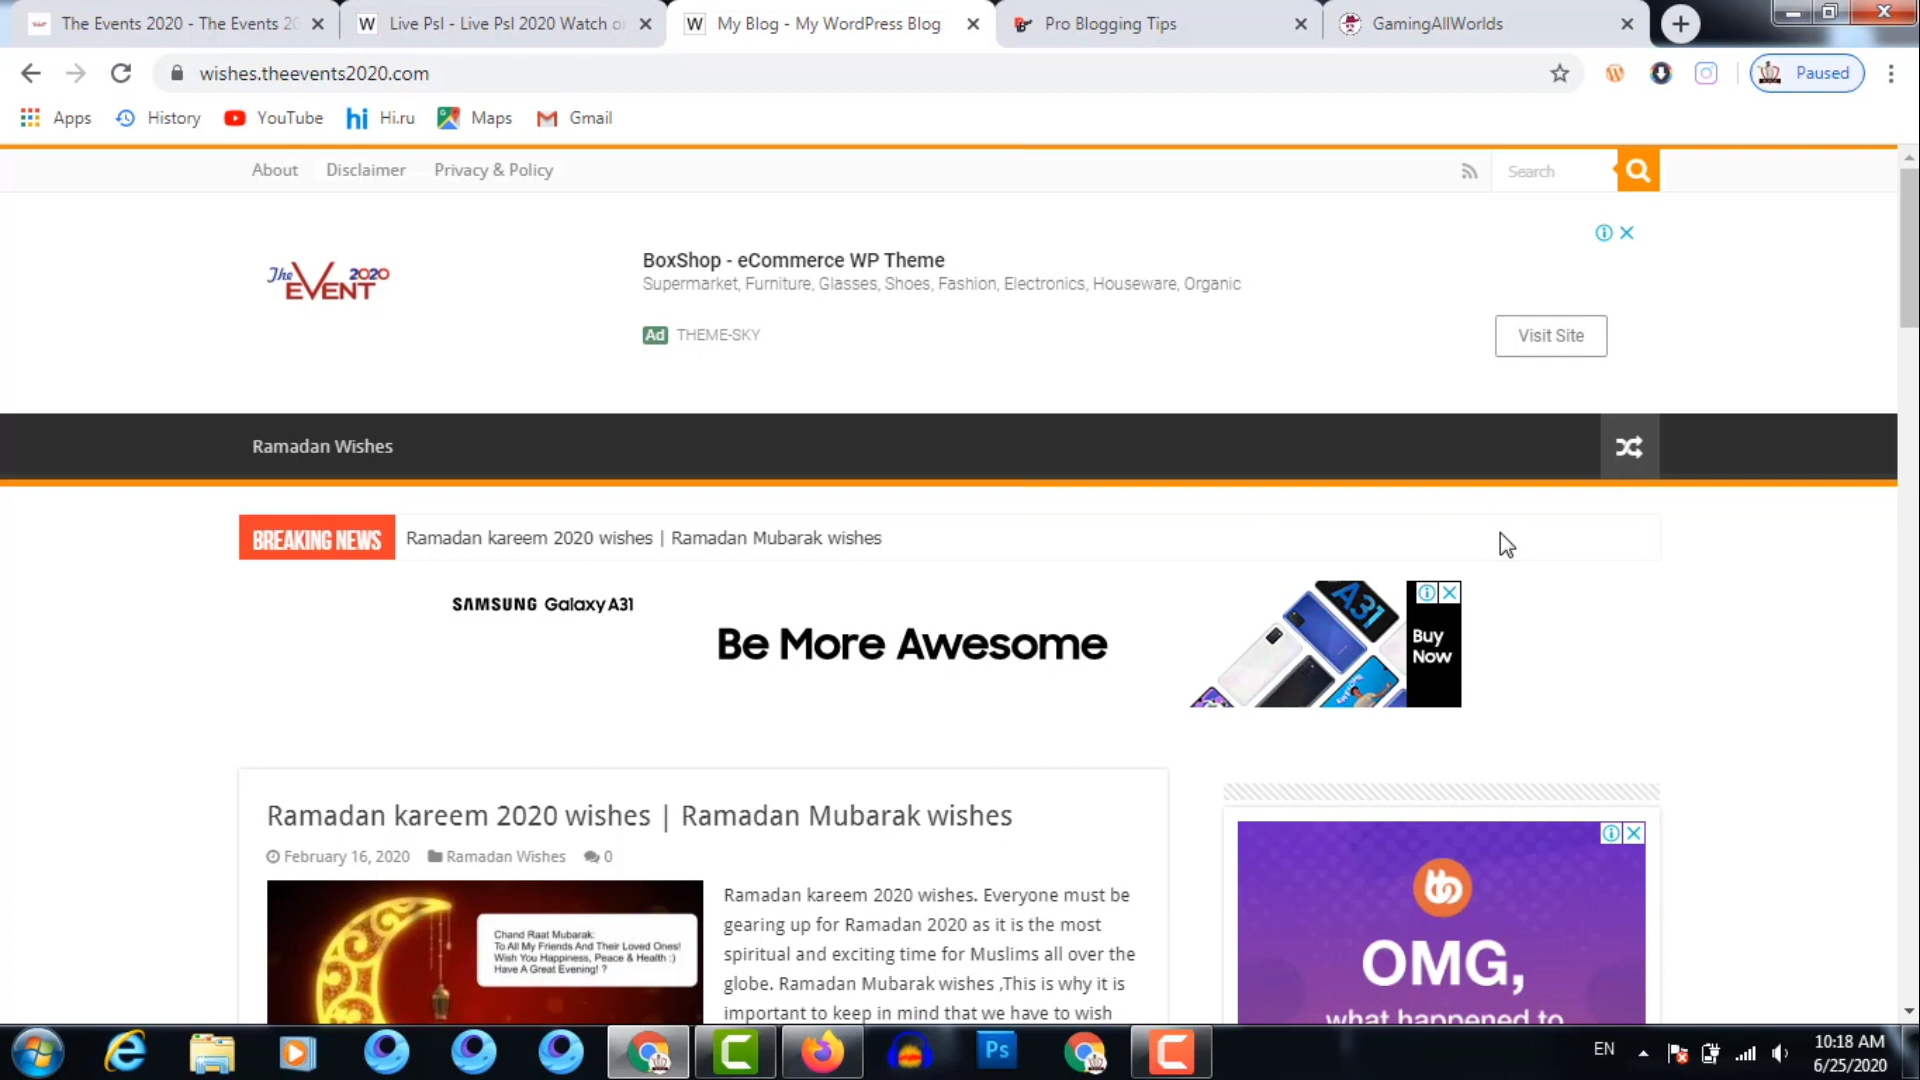 The Events 2020 - The Events 20
Live Psl - Live Psl 2020 Watch o
My Blog - My WordPress Blog
Pro Blogging Tips
GamingAllWorlds
wishes.theevents2020.com
Paused
Apps
History
YouTube
hi Hi.ru
Maps
Gmail
About
Disclaimer
Privacy & Policy
Search
The EVENT 2020
BoxShop - eCommerce WP Theme
Supermarket, Furniture, Glasses, Shoes, Fashion, Electronics, Houseware, Organic
Ad THEME-SKY
Visit Site
Ramadan Wishes
BREAKING NEWS
Ramadan kareem 2020 wishes | Ramadan Mubarak wishes
SAMSUNG Galaxy A31
Be More Awesome
A31
Buy
Now
Ramadan kareem 2020 wishes | Ramadan Mubarak wishes
February 16, 2020
Ramadan Wishes
0
Chand Raat Mubarak:
To All My Friends And Their Loved Ones!
Wish You Happiness, Peace & Health :)
Have A Great Evening! ?
Ramadan kareem 2020 wishes. Everyone must be
gearing up for Ramadan 2020 as it is the most
spiritual and exciting time for Muslims all over the
globe. Ramadan Mubarak wishes ,This is why it is
important to keep in mind that we have to wish
OMG,
what happened to
Ps
EN
10:18 AM
6/25/2020